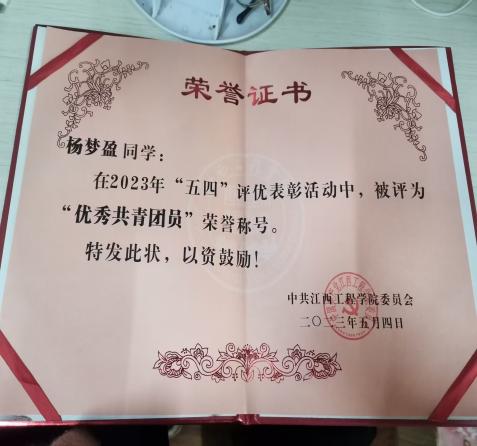 荣誉证书
杨梦盈同学：
在2023年“五四”评优表彰活动中，被评为
“优秀共青团员”荣誉称号。
特发此状，以资鼓励！
中共江西工程学院委员会
二〇二三年五月四日